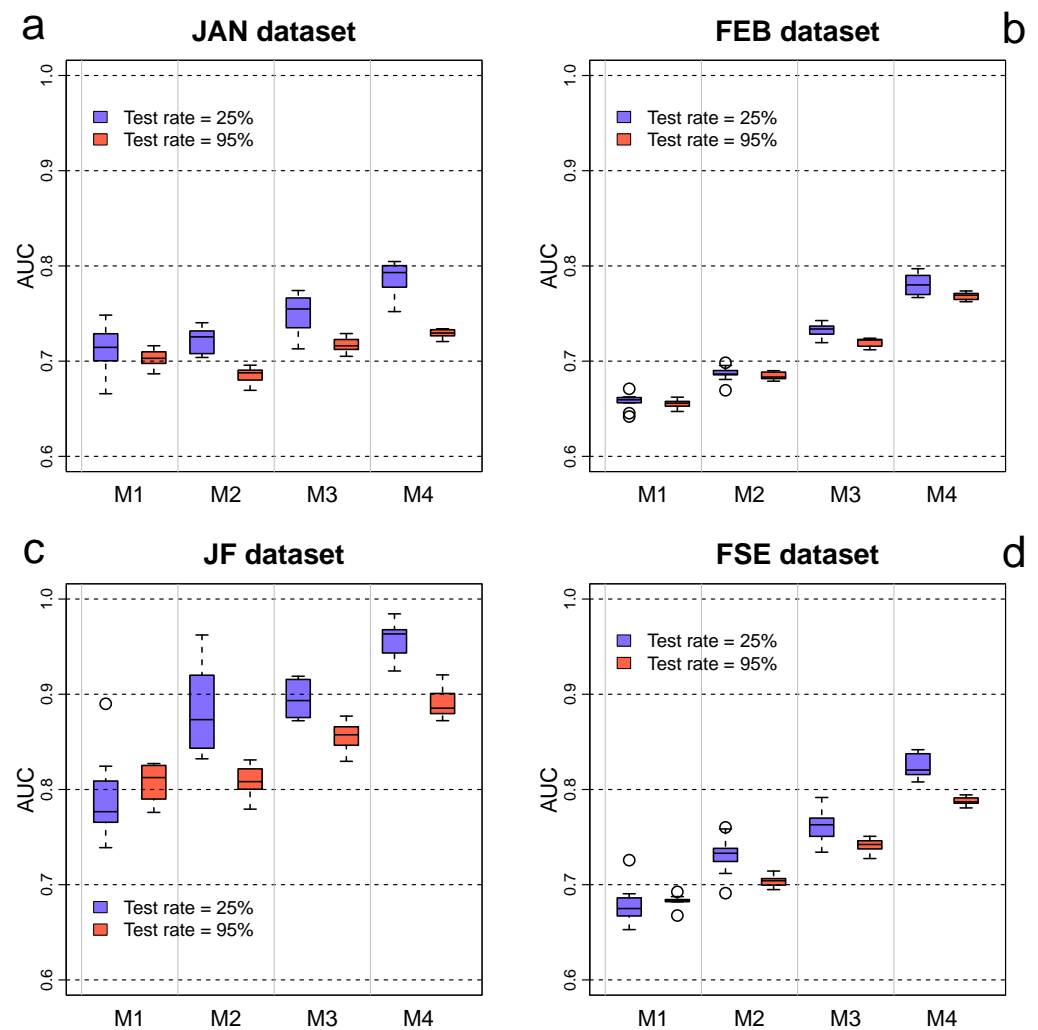 a
JAN dataset
1.0
0.9
0.8
0.7
0.6
AUC
Test rate = 25%
Test rate = 95%
M1 M2 M3 M4
FEB dataset
b
1.0
0.9
0.8
0.7
0.6
AUC
Test rate = 25%
Test rate = 95%
M1 M2 M3 M4
c
JF dataset
1.0
0.9
0.8
0.7
0.6
AUC
Test rate = 25%
Test rate = 95%
M1 M2 M3 M4
FSE dataset
d
1.0
0.9
0.8
0.7
0.6
AUC
Test rate = 25%
Test rate = 95%
M1 M2 M3 M4